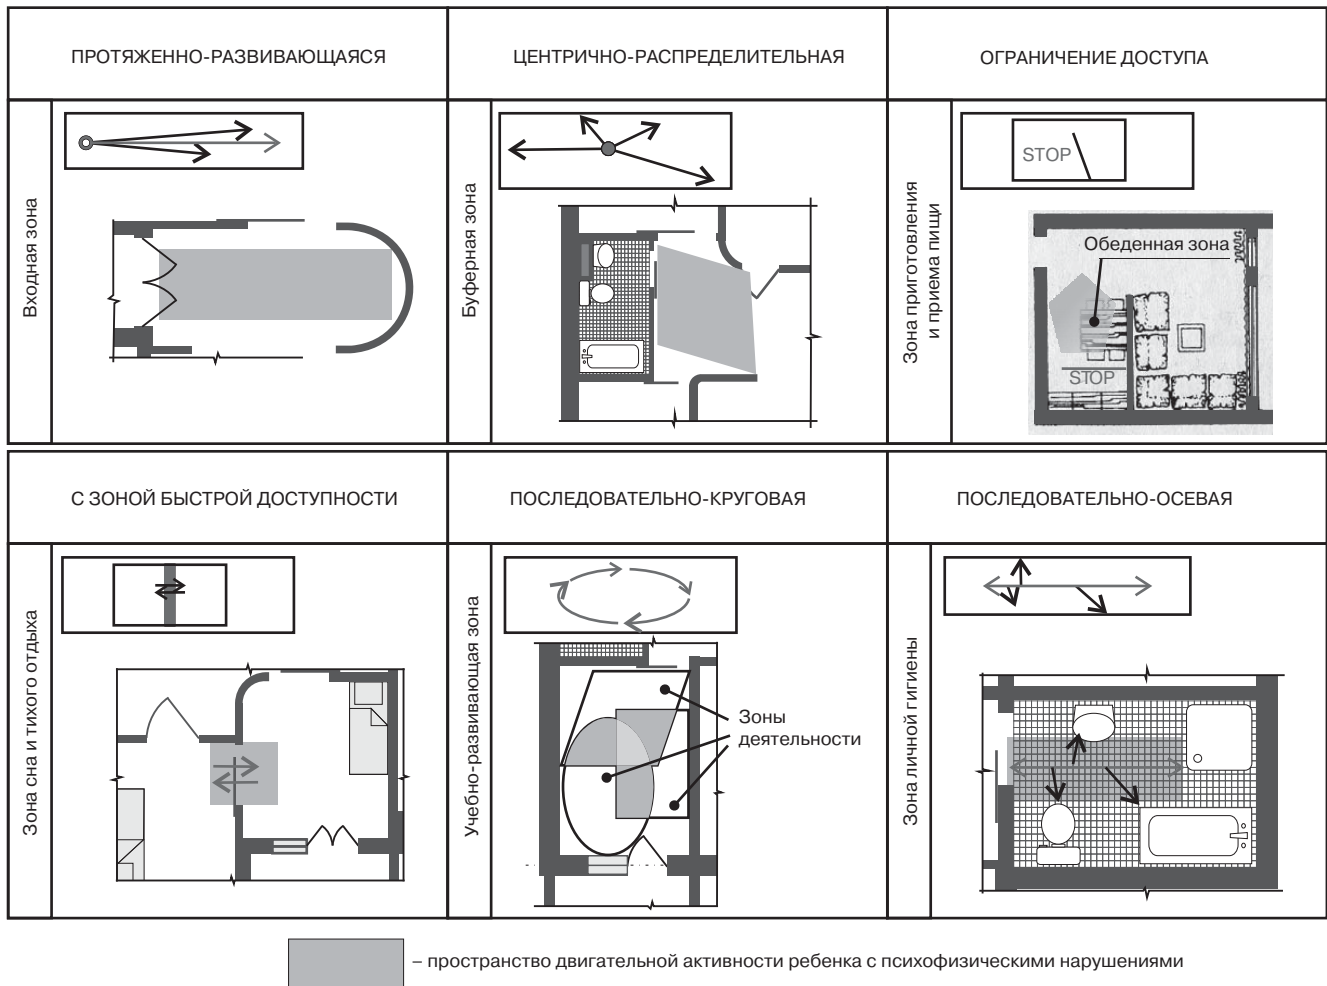 ПРОТЯЖЕННО-РАЗВИВАЮЩАЯСЯ
ЦЕНТРИЧНО-РАСПРЕДЕЛИТЕЛЬНАЯ
ОГРАНИЧЕНИЕ ДОСТУПА
Входная зона
Буферная зона
Зона приготовления
и приема пищи
STOP
Обеденная зона
STOP
С ЗОНОЙ БЫСТРОЙ ДОСТУПНОСТИ
ПОСЛЕДОВАТЕЛЬНО-КРУГОВАЯ
ПОСЛЕДОВАТЕЛЬНО-ОСЕВАЯ
Зона сна и тихого отдыха
Учебно-развивающая зона
Зоны
деятельности
Зона личной гигиены
– пространство двигательной активности ребенка с психофизическими нарушениями